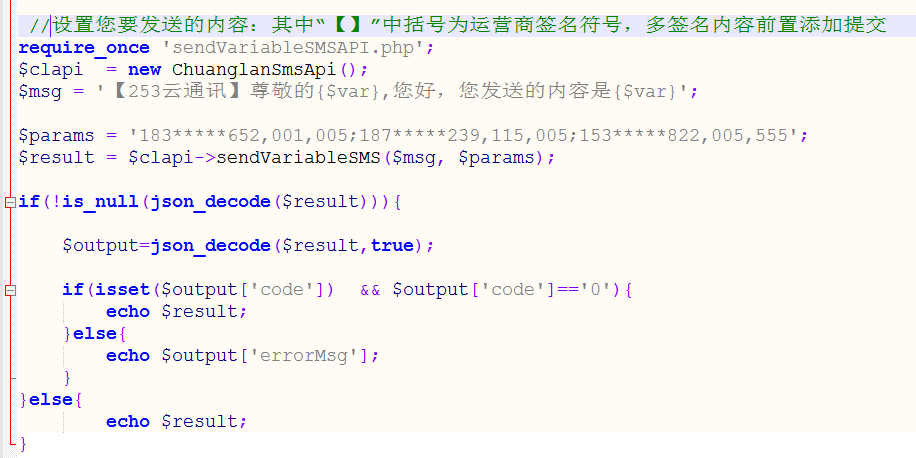 //设置您要发送的内容：其中“【】”中括号为运营商签名符号，多签名内容前置添加提交
require_once 'sendVariableSMSAPI.php';
$clapi  = new ChuanglanSmsApi();
$msg = '【253云通讯】尊敬的{$var},您好，您发送的内容是{$var}';
$params = '183*****652,001,005;187*****239,115,005;153*****822,005,555';
$result = $clapi->sendVariableSMS($msg, $params);
if(!is_null(json_decode($result))){
    $output=json_decode($result,true);
    if(isset($output['code'])  && $output['code']=='0'){
        echo $result;
    }else{
        echo $output['errorMsg'];
    }
}else{
        echo $result;
}